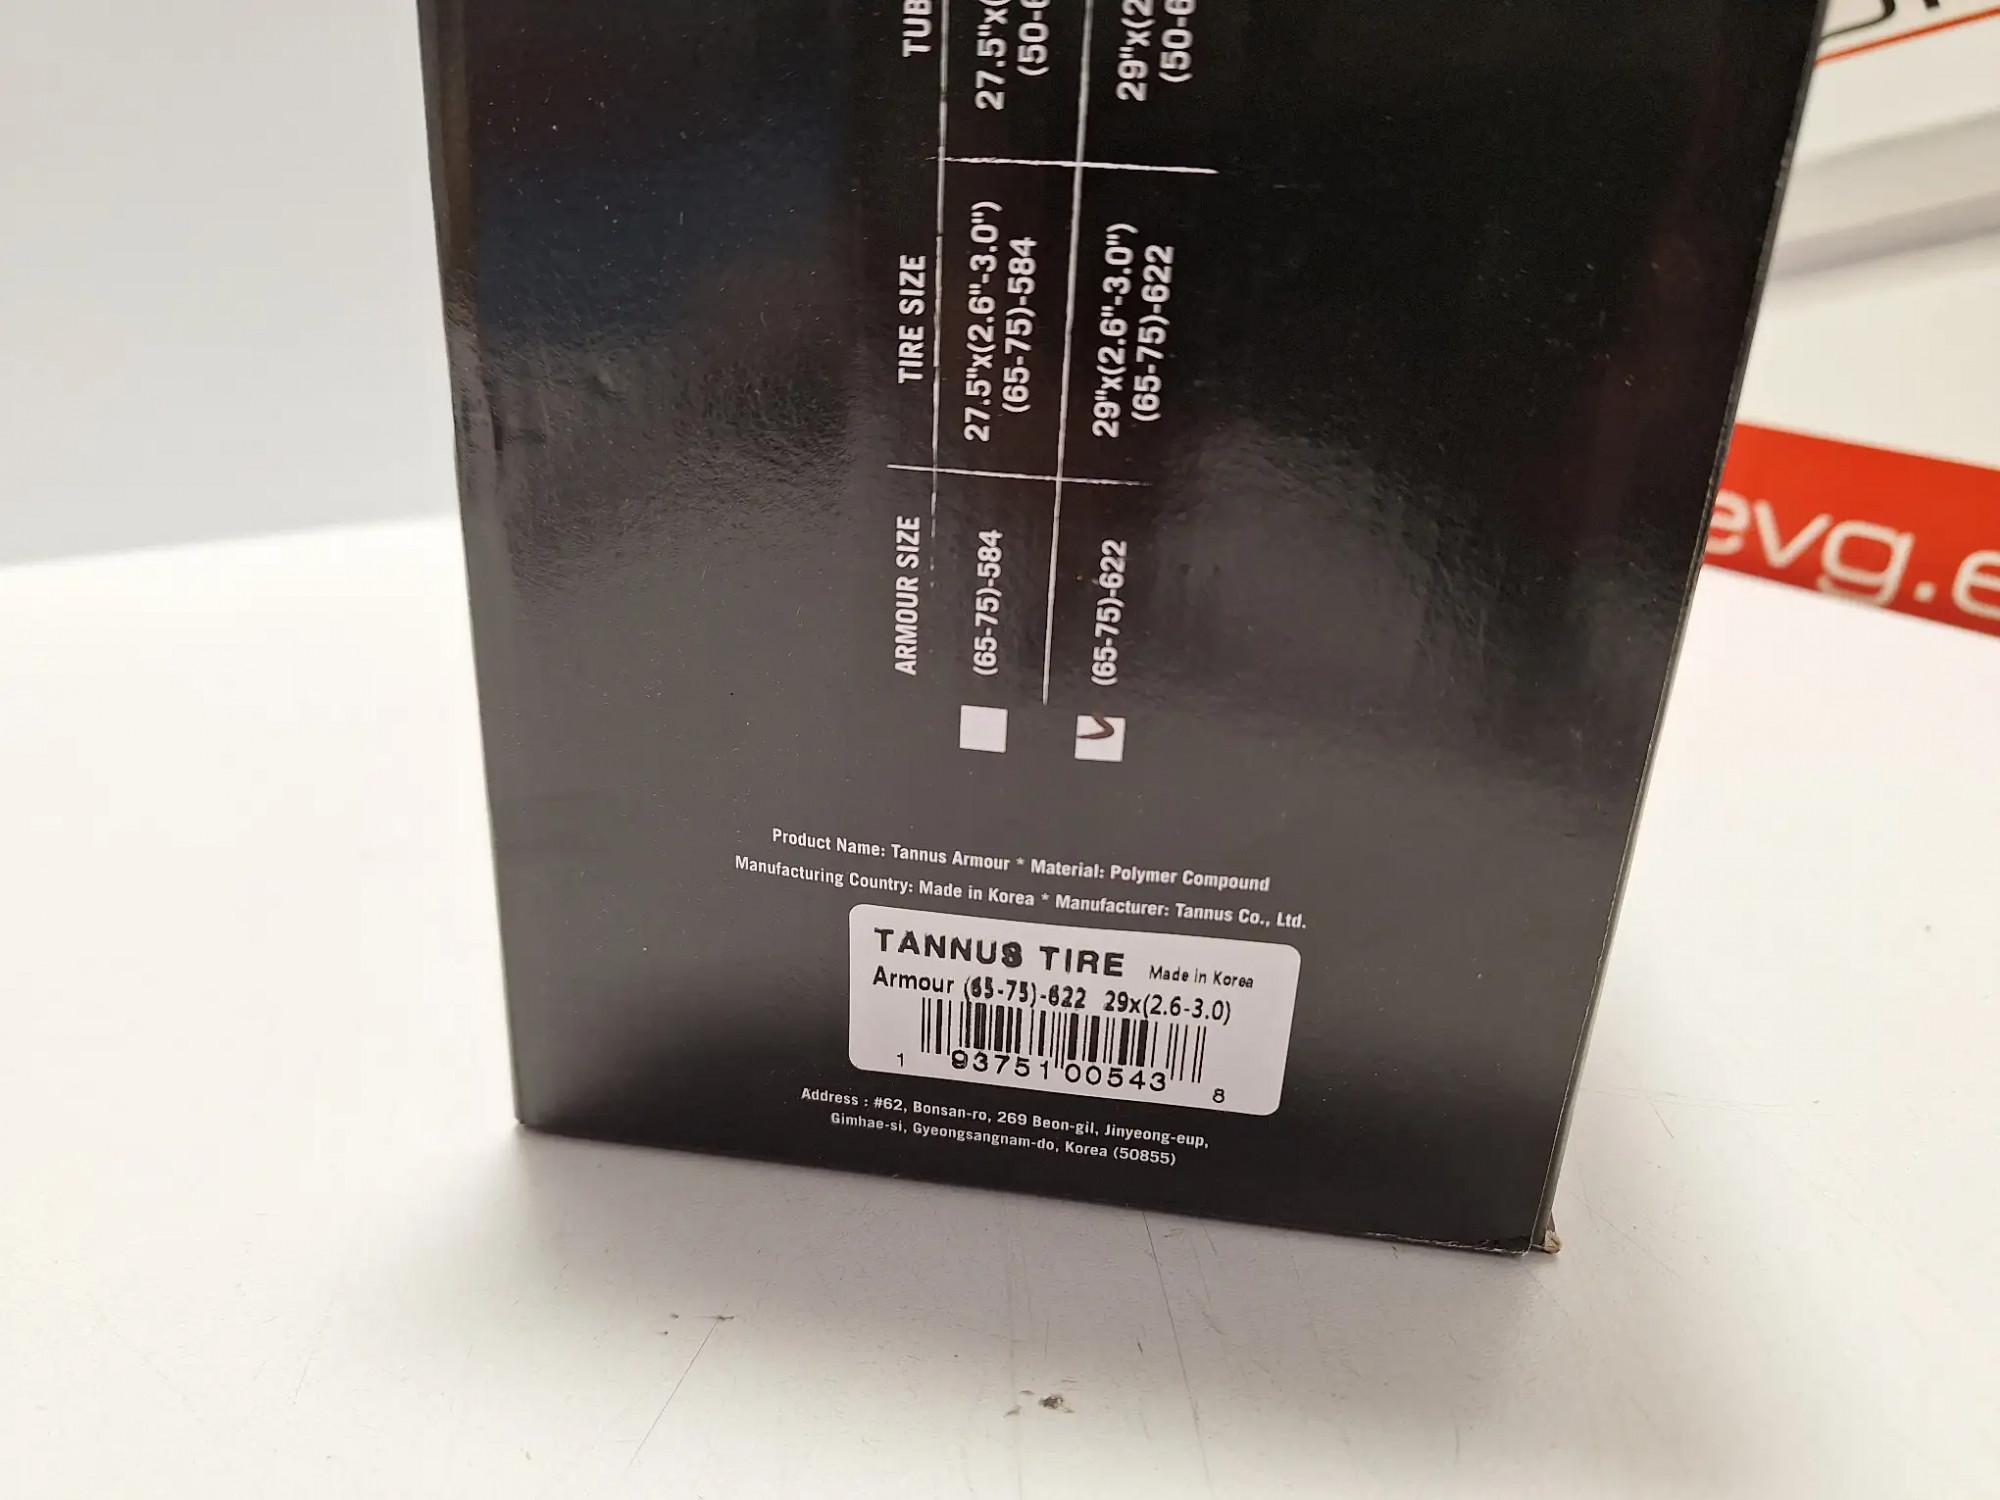 ARMOUR SIZE TIRE SIZE
(65-75)-584 27.5"x(2.6"-3.0")
(65-75)-584
(65-75)-622 29"x(2.6"-3.0")
(65-75)-622
Product Name: Tannus Armour * Material: Polymer Compound
Manufacturing Country: Made in Korea * Manufacturer: Tannus Co., Ltd.
TANNUS TIRE Made in Korea
Armour (65-75)-622 29x(2.6-3.0)
1 93751 00543 8
Address : #62, Bonsan-ro, 269 Beon-gil, Jinyeong-eup,
Gimhae-si, Gyeongsangnam-do, Korea (50855)
evg.e